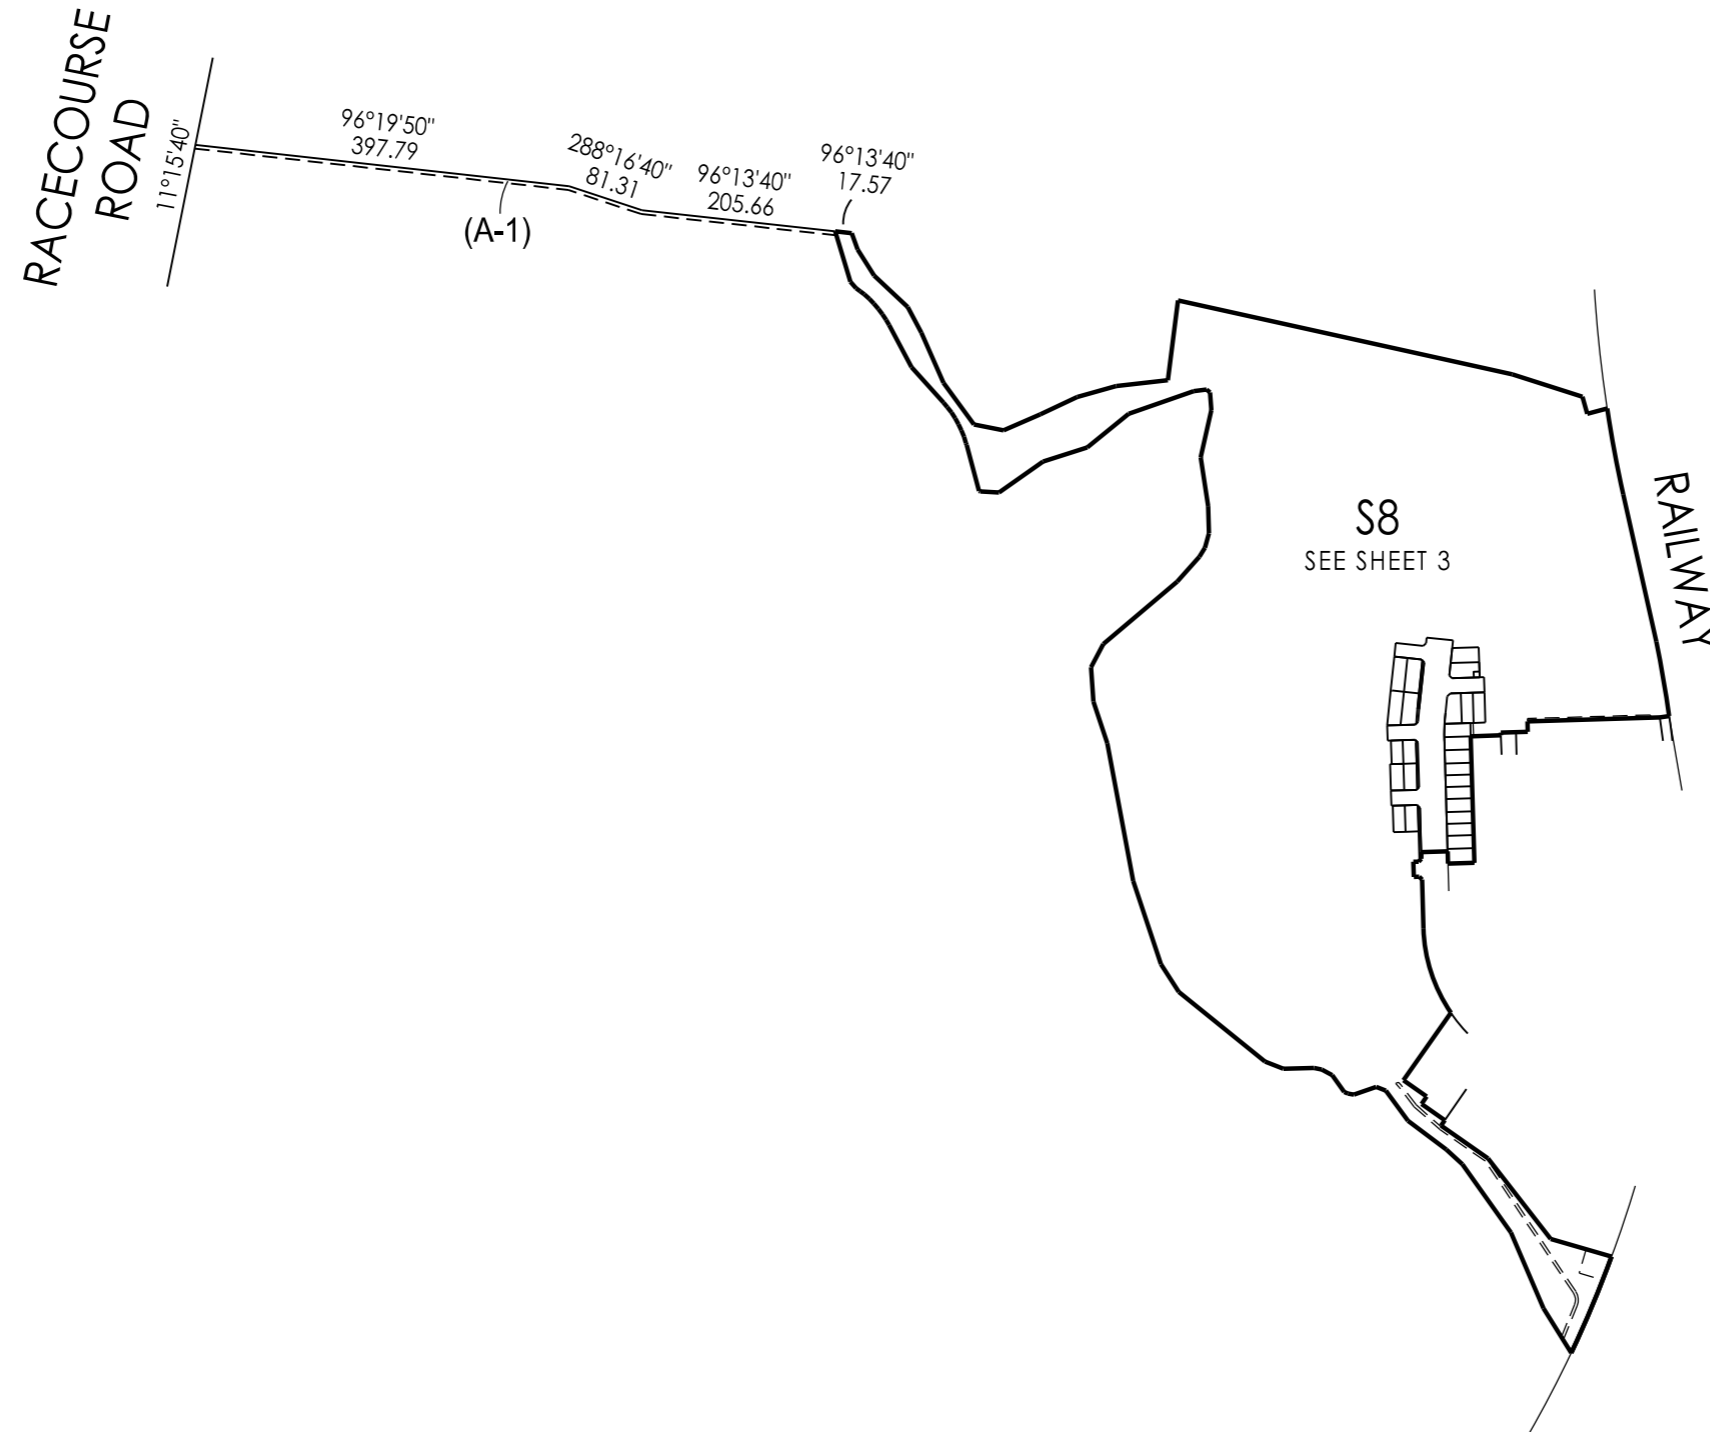 RACECOURSE
ROAD
11°15'40"
96°19'50"
397.79
(A-1)
288°16'40"
81.31
96°13'40"
205.66
96°13'40"
17.57
S8
SEE SHEET 3
RAILWAY